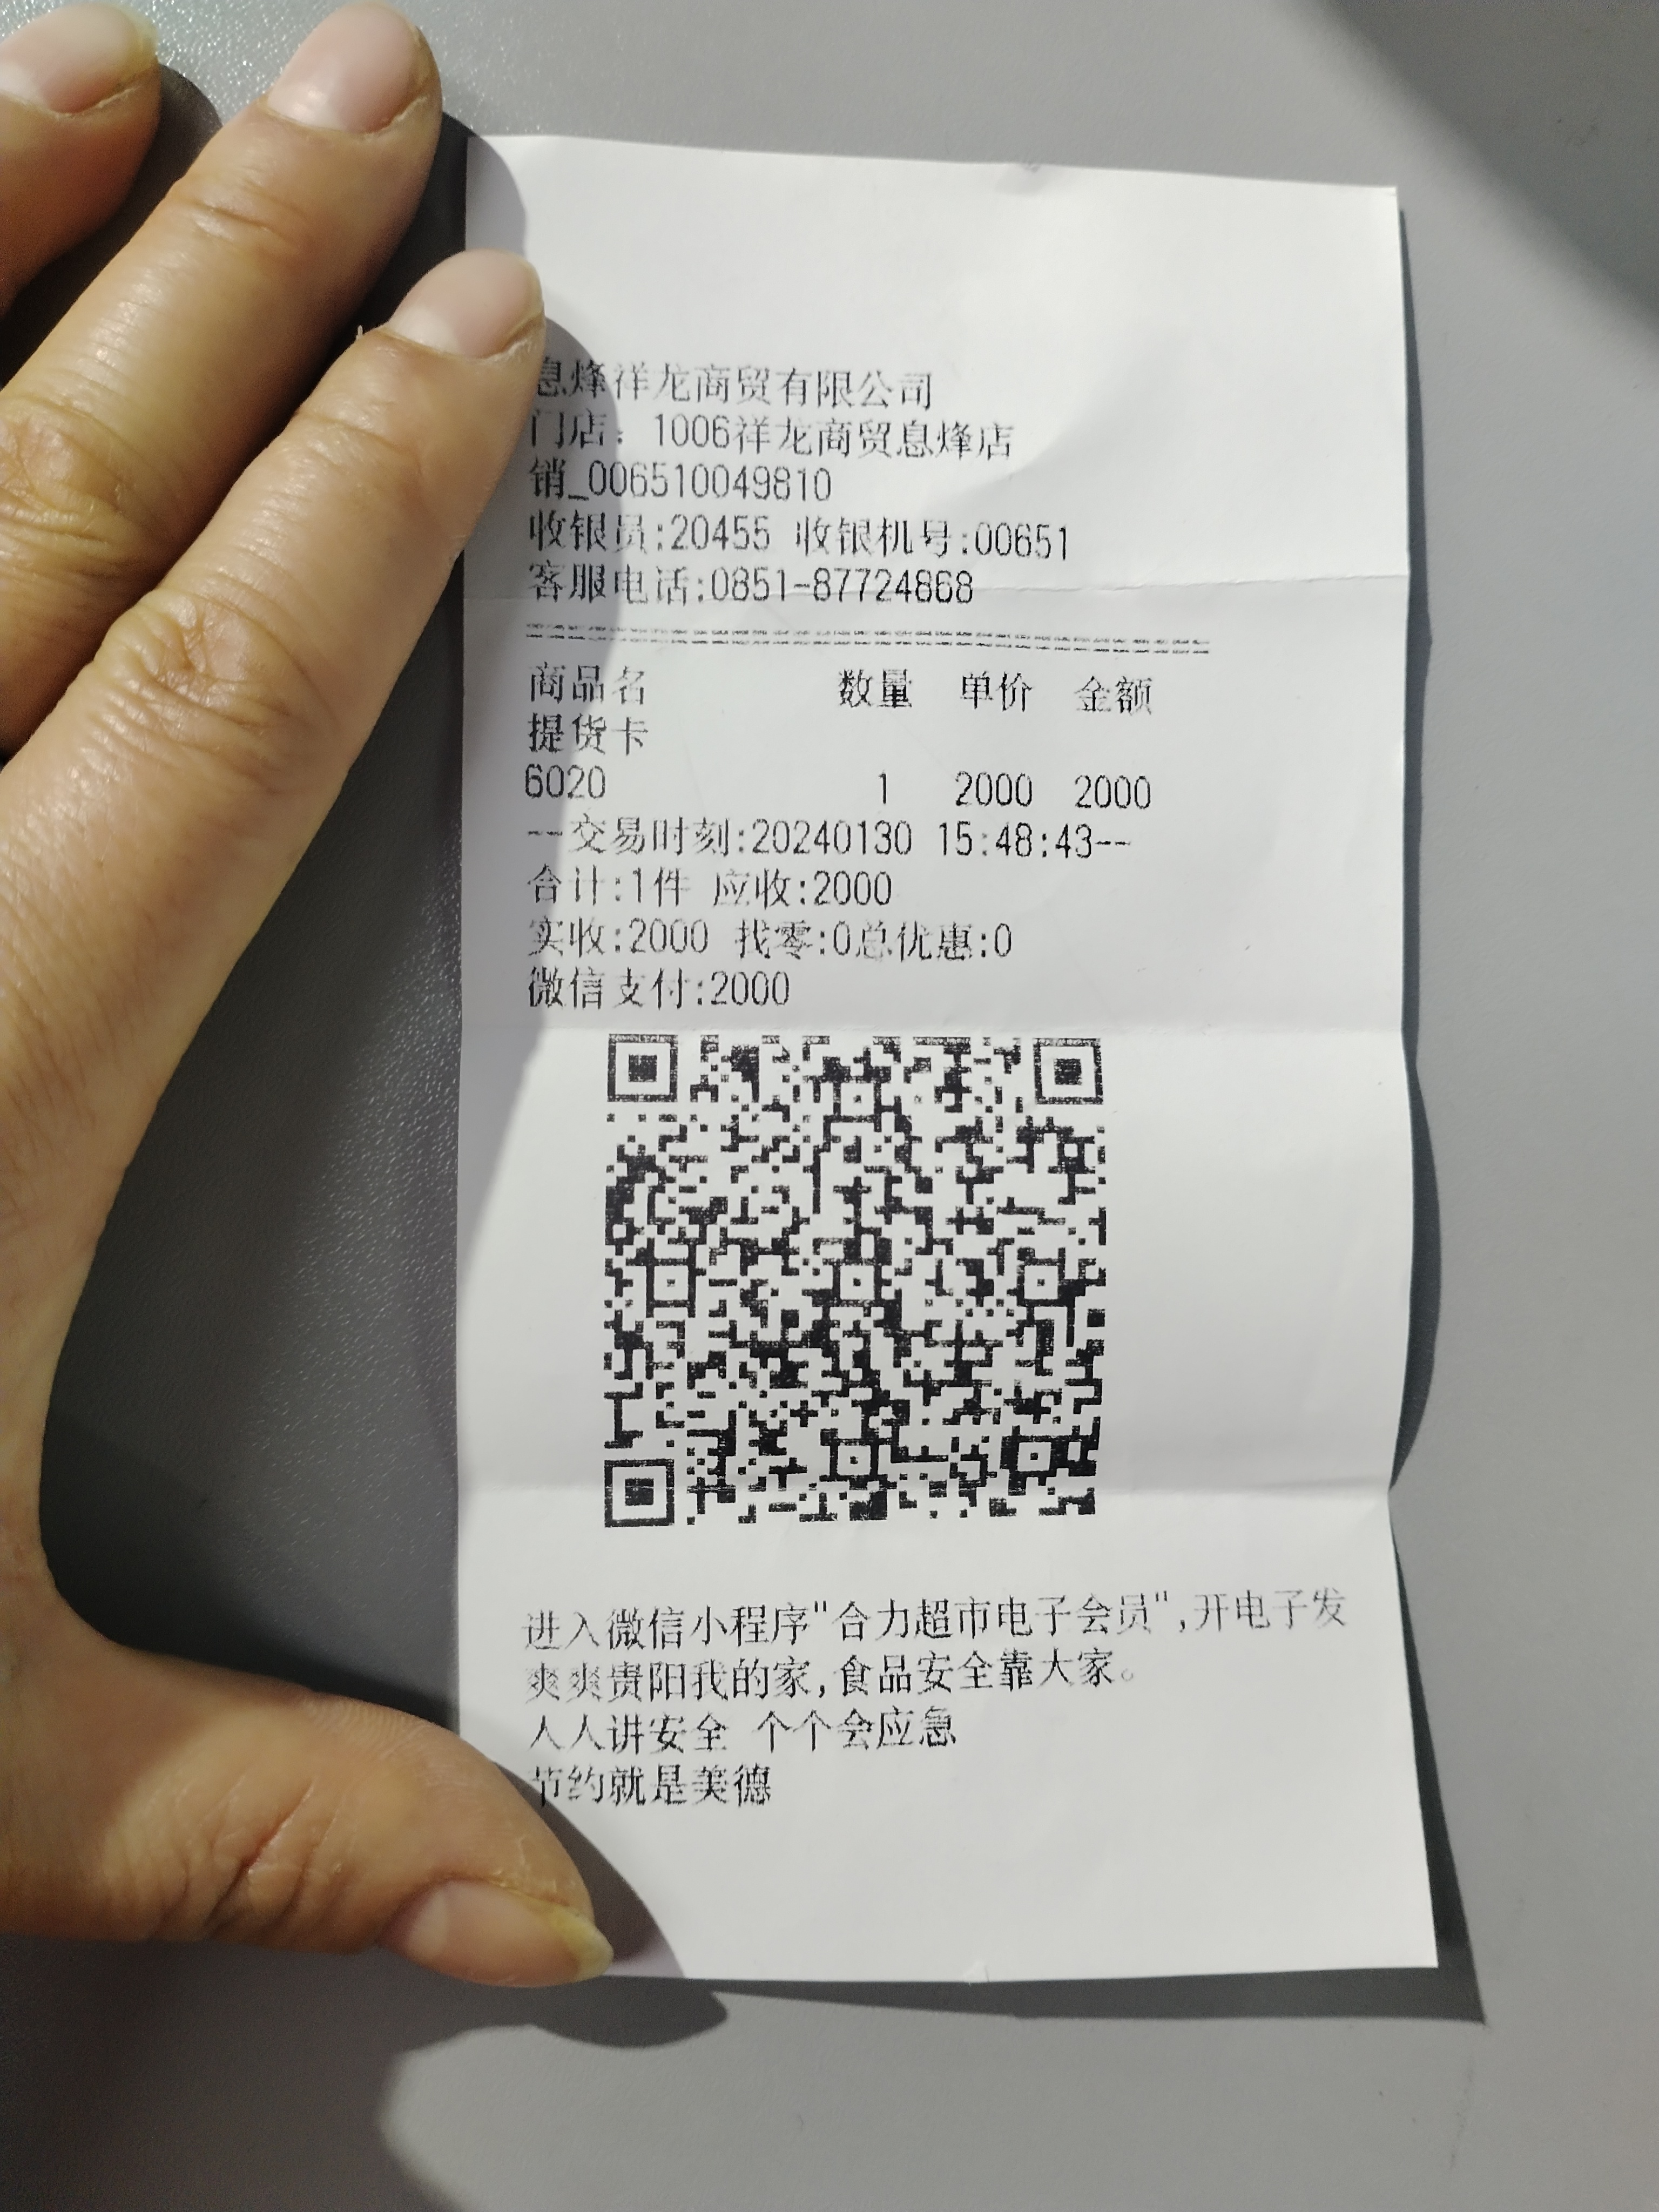 息烽祥龙商贸有限公司
门店：1006祥龙商贸息烽店
销_006510049810
收银员:20455 收银机号:00651
客服电话:0851-87724868
商品名 数量 单价 金额
提货卡
6020 1 2000 2000
--交易时刻:20240130 15:48:43--
合计:1件 应收:2000
实收:2000 找零:0总优惠:0
微信支付:2000
进入微信小程序"合力超市电子会员",开电子发
爽爽贵阳我的家,食品安全靠大家。
人人讲安全 个个会应急
节约就是美德